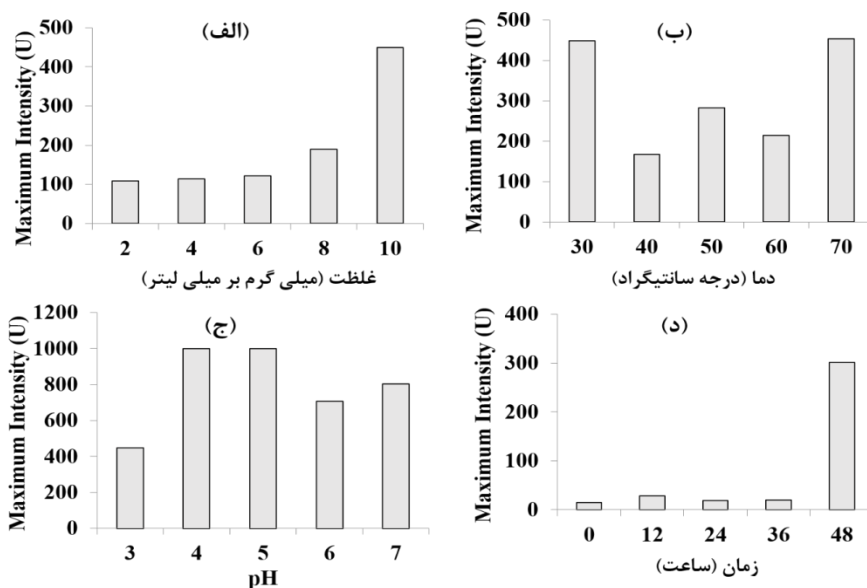 (الف)
Maximum Intensity (U)
500
400
300
200
100
0
2 4 6 8 10
غلظت (میلی گرم بر میلی لیتر)
(ب)
Maximum Intensity (U)
500
400
300
200
100
0
30 40 50 60 70
دما (درجه سانتیگراد)
(ج)
Maximum Intensity (U)
1200
1000
800
600
400
200
0
3 4 5 6 7
pH
(د)
Maximum Intensity (U)
400
300
200
100
0
0 12 24 36 48
زمان (ساعت)